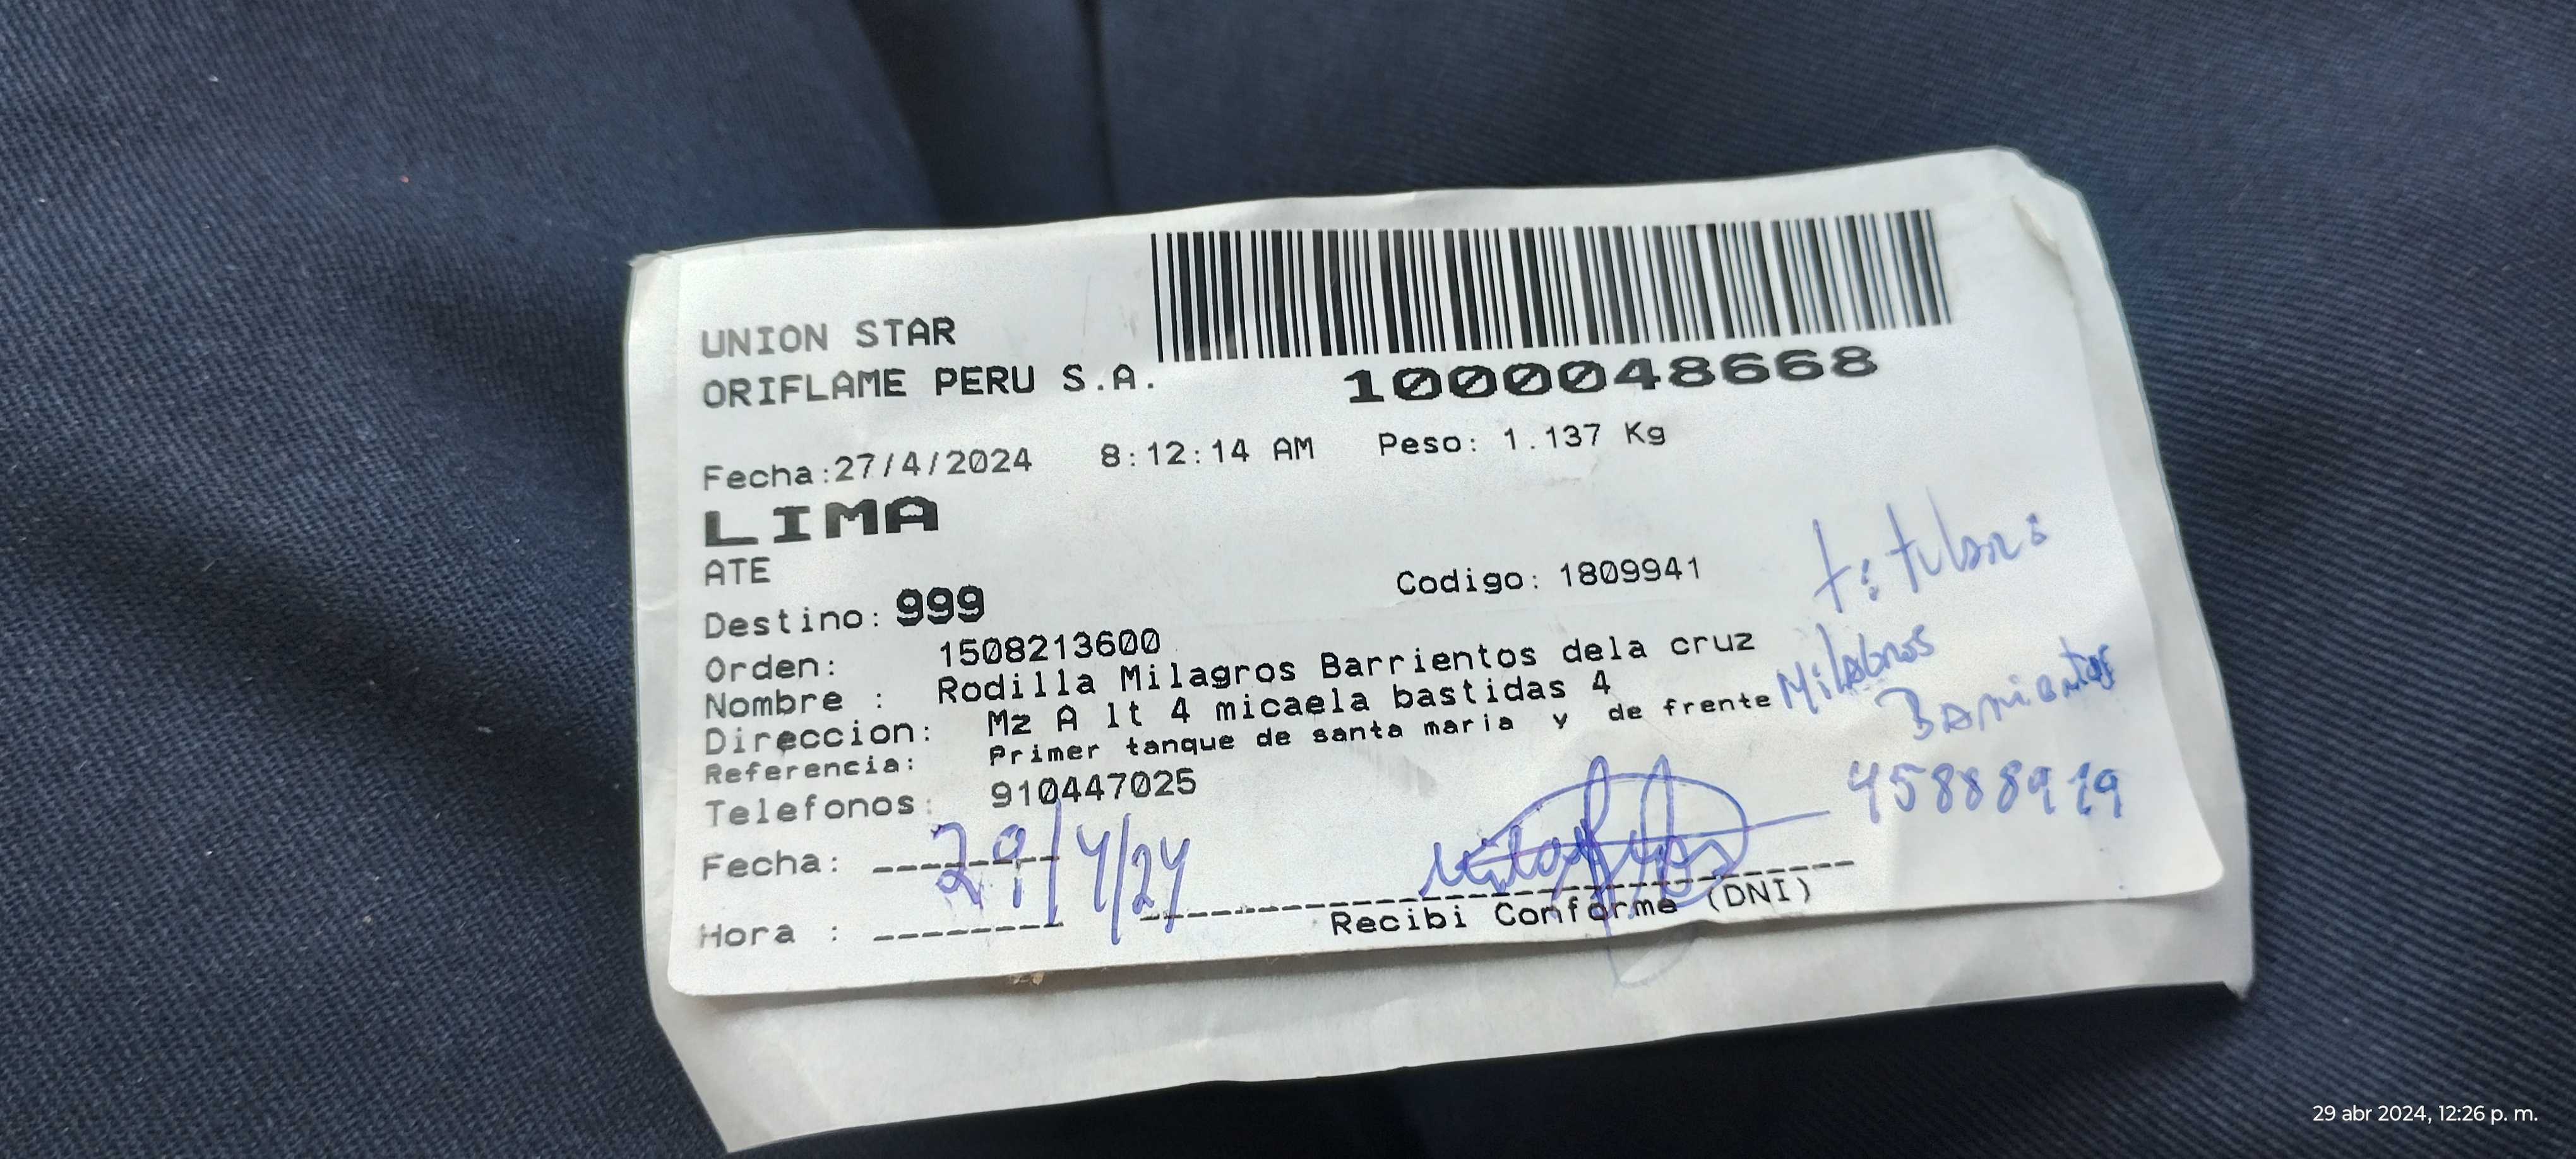 UNION STAR
ORIFLAME PERU S.A.
1000048668
Fecha:27/4/2024 8:12:14 AM Peso: 1.137 Kg
LIMA
ATE
Destino: 999 Codigo: 1809941
Orden: 1508213600
Nombre : Rodilla Milagros Barrientos dela cruz
Direccion: Mz A lt 4 micaela bastidas 4
Referencia: Primer tanque de santa maria y de frente
Telefonos: 910447025
Fecha: 29/4/24
Hora :
Recibi Conforme (DNI)
titular:
Milagros
Barrientos
29 abr 2024, 12:26 p. m.